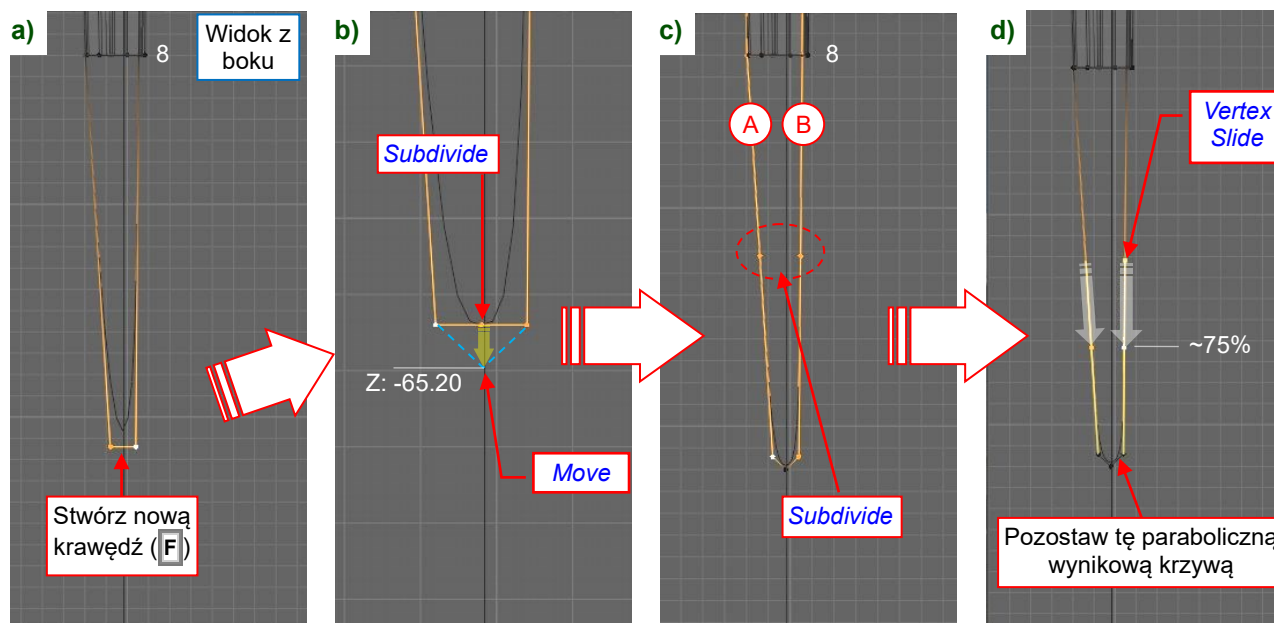 a)
Widok z
boku
8
Stwórz nową
krawędź (F)
b)
Subdivide
Z: -65.20
Move
c)
8
A
B
Subdivide
d)
Vertex
Slide
~75%
Pozostaw tę paraboliczną
wynikową krzywą